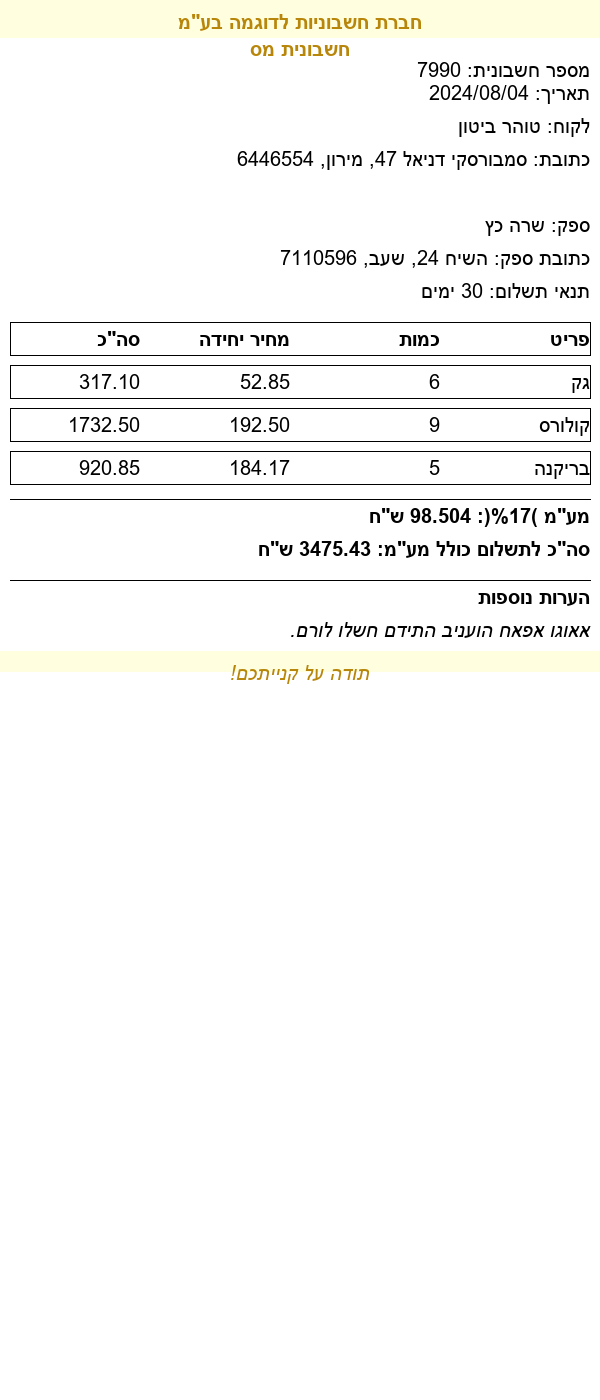 חברת חשבוניות לדוגמה בע"מ
חשבונית מס
מספר חשבונית: 7990
תאריך: 2024/08/04
לקוח: טוהר ביטון
כתובת: סמבורסקי דניאל 47, מירון, 6446554
ספק: שרה כץ
כתובת ספק: השיח 24, שעב, 7110596
תנאי תשלום: 30 ימים
פריט כמות מחיר יחידה סה"כ
גק 6 52.85 317.10
קולורס 9 192.50 1732.50
בריקנה 5 184.17 920.85
מע"מ )17%(: 98.504 ש"ח
סה"כ לתשלום כולל מע"מ: 3475.43 ש"ח
הערות נוספות
אאוגו אפאח הועניב התידם חשלו לורם.
תודה על קנייתכם!